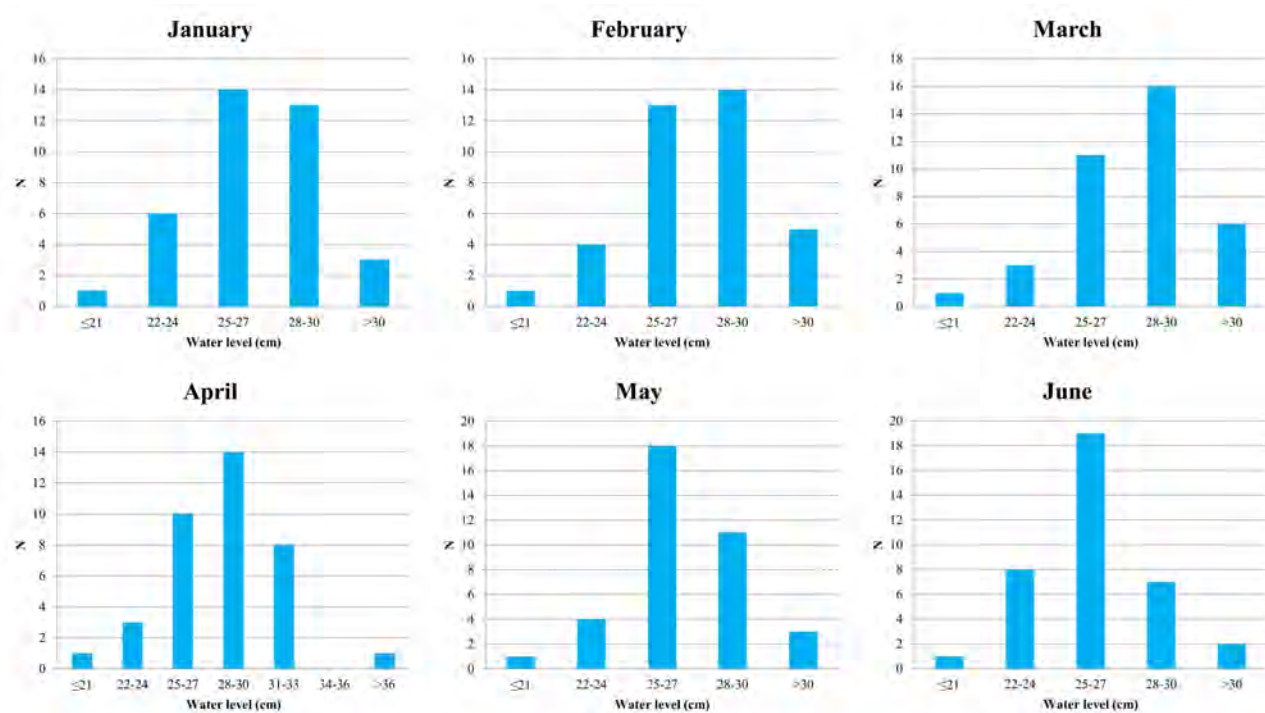 January
16
14
12
10
8
6
4
2
0
N
≤21 22-24 25-27 28-30 >30
Water level (cm)
February
16
14
12
10
8
6
4
2
0
N
≤21 22-24 25-27 28-30 >30
Water level (cm)
March
18
16
14
12
10
8
6
4
2
0
N
≤21 22-24 25-27 28-30 >30
Water level (cm)
April
16
14
12
10
8
6
4
2
0
N
≤21 22-24 25-27 28-30 31-33 34-36 >36
Water level (cm)
May
20
18
16
14
12
10
8
6
4
2
0
N
≤21 22-24 25-27 28-30 >30
Water level (cm)
June
20
18
16
14
12
10
8
6
4
2
0
N
≤21 22-24 25-27 28-30 >30
Water level (cm)